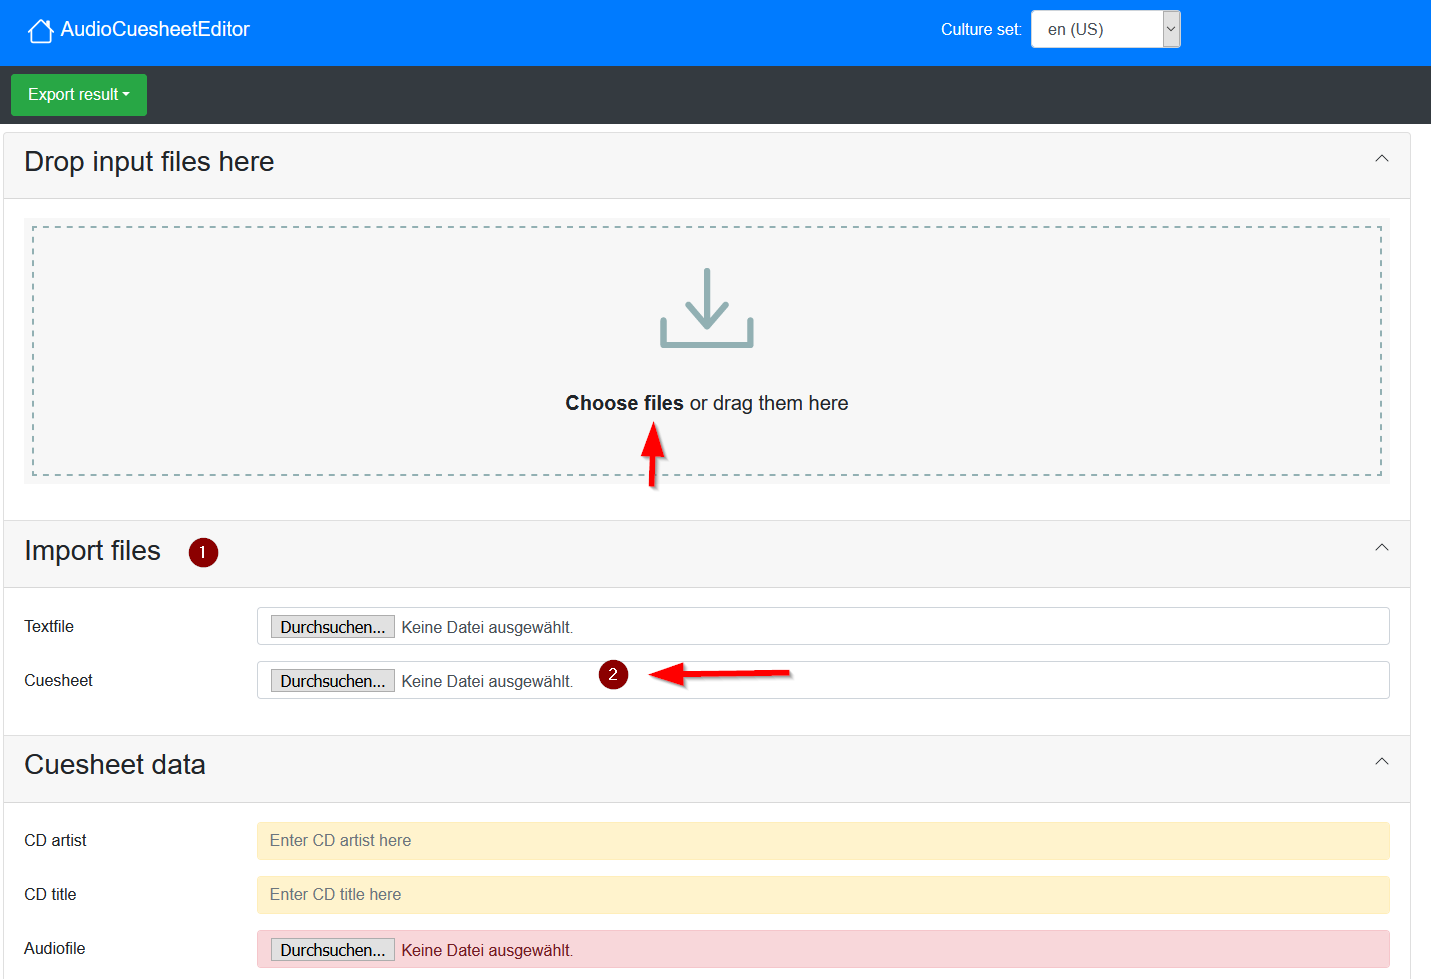 AudioCuesheetEditor
Culture set: en (US)
Export result
Drop input files here
Choose files or drag them here
Import files 1
Textfile Durchsuchen... Keine Datei ausgewählt.
Cuesheet Durchsuchen... Keine Datei ausgewählt. 2
Cuesheet data
CD artist Enter CD artist here
CD title Enter CD title here
Audiofile Durchsuchen... Keine Datei ausgewählt.